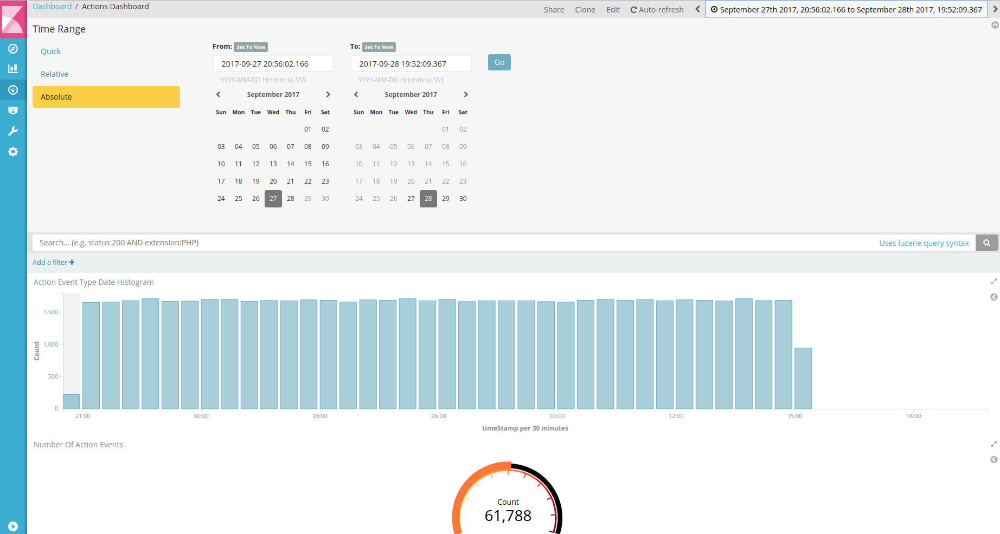 Dashboard / Actions Dashboard
Share Clone Edit Auto-refresh September 27th 2017, 20:56:02.166 to September 28th 2017, 19:52:09.367
Time Range
Quick
Relative
Absolute
From: Set To Now
2017-09-27 20:56:02.166
YYYY-MM-DD HH:mm:ss.SSS
September 2017
Sun Mon Tue Wed Thu Fri Sat
01 02
03 04 05 06 07 08 09
10 11 12 13 14 15 16
17 18 19 20 21 22 23
24 25 26 27 28 29 30
To: Set To Now
2017-09-28 19:52:09.367
YYYY-MM-DD HH:mm:ss.SSS
September 2017
Sun Mon Tue Wed Thu Fri Sat
01 02
03 04 05 06 07 08 09
10 11 12 13 14 15 16
17 18 19 20 21 22 23
24 25 26 27 28 29 30
Go
Search... (e.g. status:200 AND extension:PHP) Uses lucene query syntax
Add a filter
Action Event Type Date Histogram
Count
1,500
1,000
500
0
21:00 00:00 03:00 06:00 09:00 12:00 15:00 18:00
timeStamp per 30 minutes
Number Of Action Events
Count
61,788